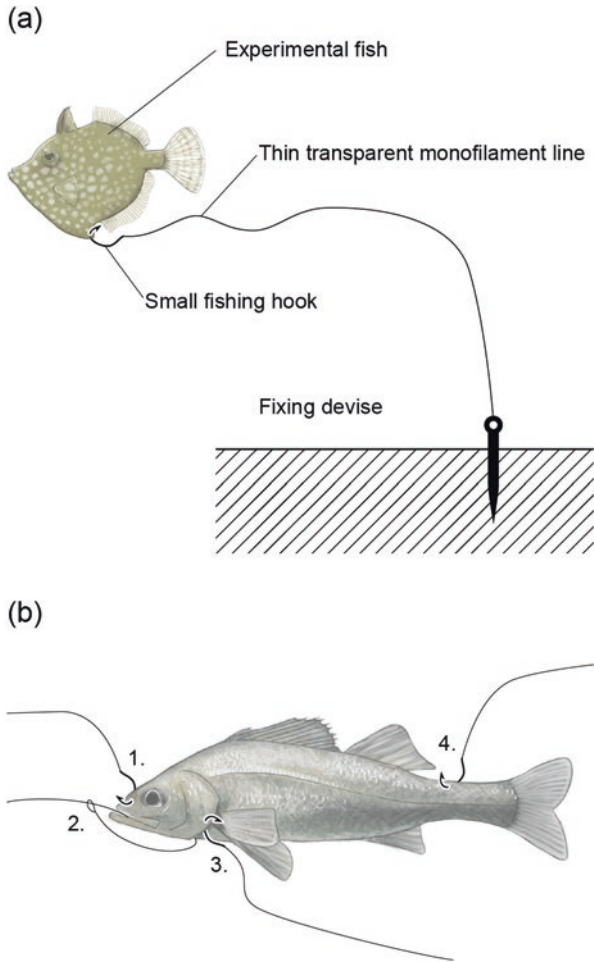 (a)
Experimental fish
Thin transparent monofilament line
Small fishing hook
Fixing devise
(b)
1.
4.
2.
3.